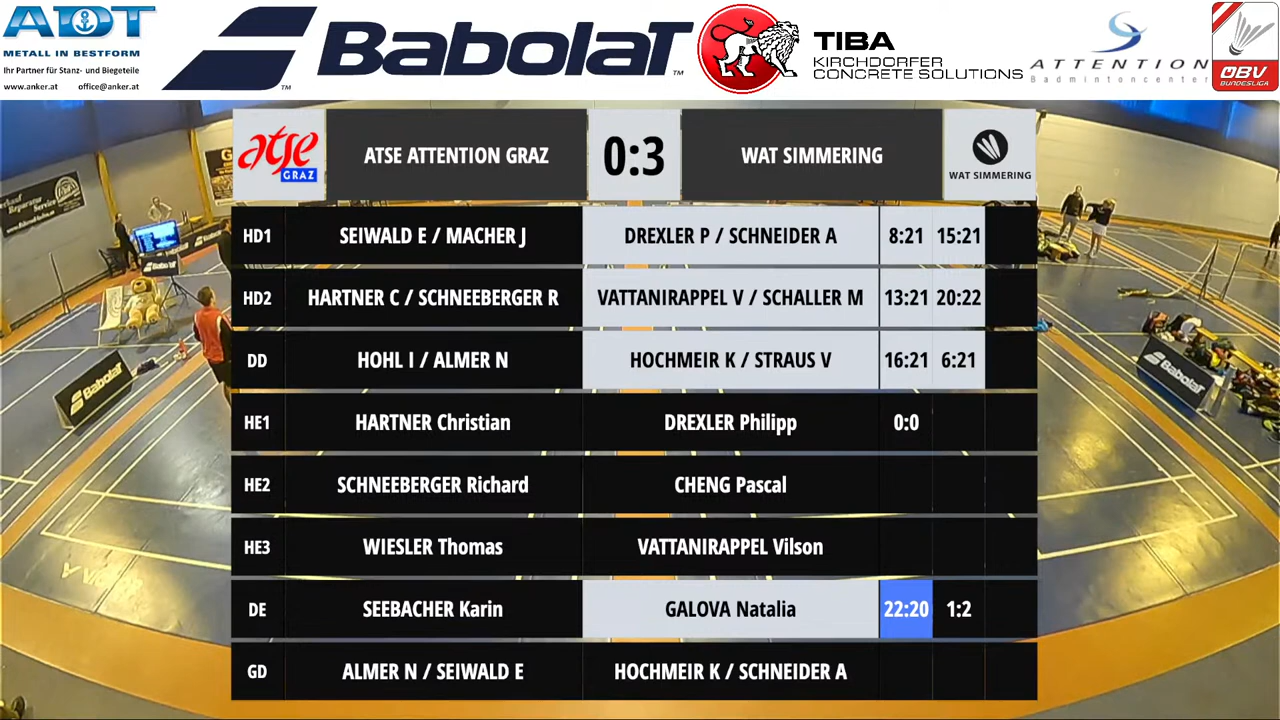 ADT
METALL IN BESTFORM
Ihr Partner für Stanz- und Biegeteile
www.anker.at office@anker.at
BabolaT™
TIBA
KIRCHDORFER
CONCRETE SOLUTIONS
ATTENTION
Badmintoncenter
ÖBV
BUNDESLIGA
atse GRAZ ATSE ATTENTION GRAZ 0:3 WAT SIMMERING WAT SIMMERING
HD1 SEIWALD E / MACHER J DREXLER P / SCHNEIDER A 8:21 15:21
HD2 HARTNER C / SCHNEEBERGER R VATTANIRAPPEL V / SCHALLER M 13:21 20:22
DD HOHL I / ALMER N HOCHMEIR K / STRAUS V 16:21 6:21
HE1 HARTNER Christian DREXLER Philipp 0:0
HE2 SCHNEEBERGER Richard CHENG Pascal
HE3 WIESLER Thomas VATTANIRAPPEL Vilson
DE SEEBACHER Karin GALOVA Natalia 22:20 1:2
GD ALMER N / SEIWALD E HOCHMEIR K / SCHNEIDER A
Babolat
Babolat